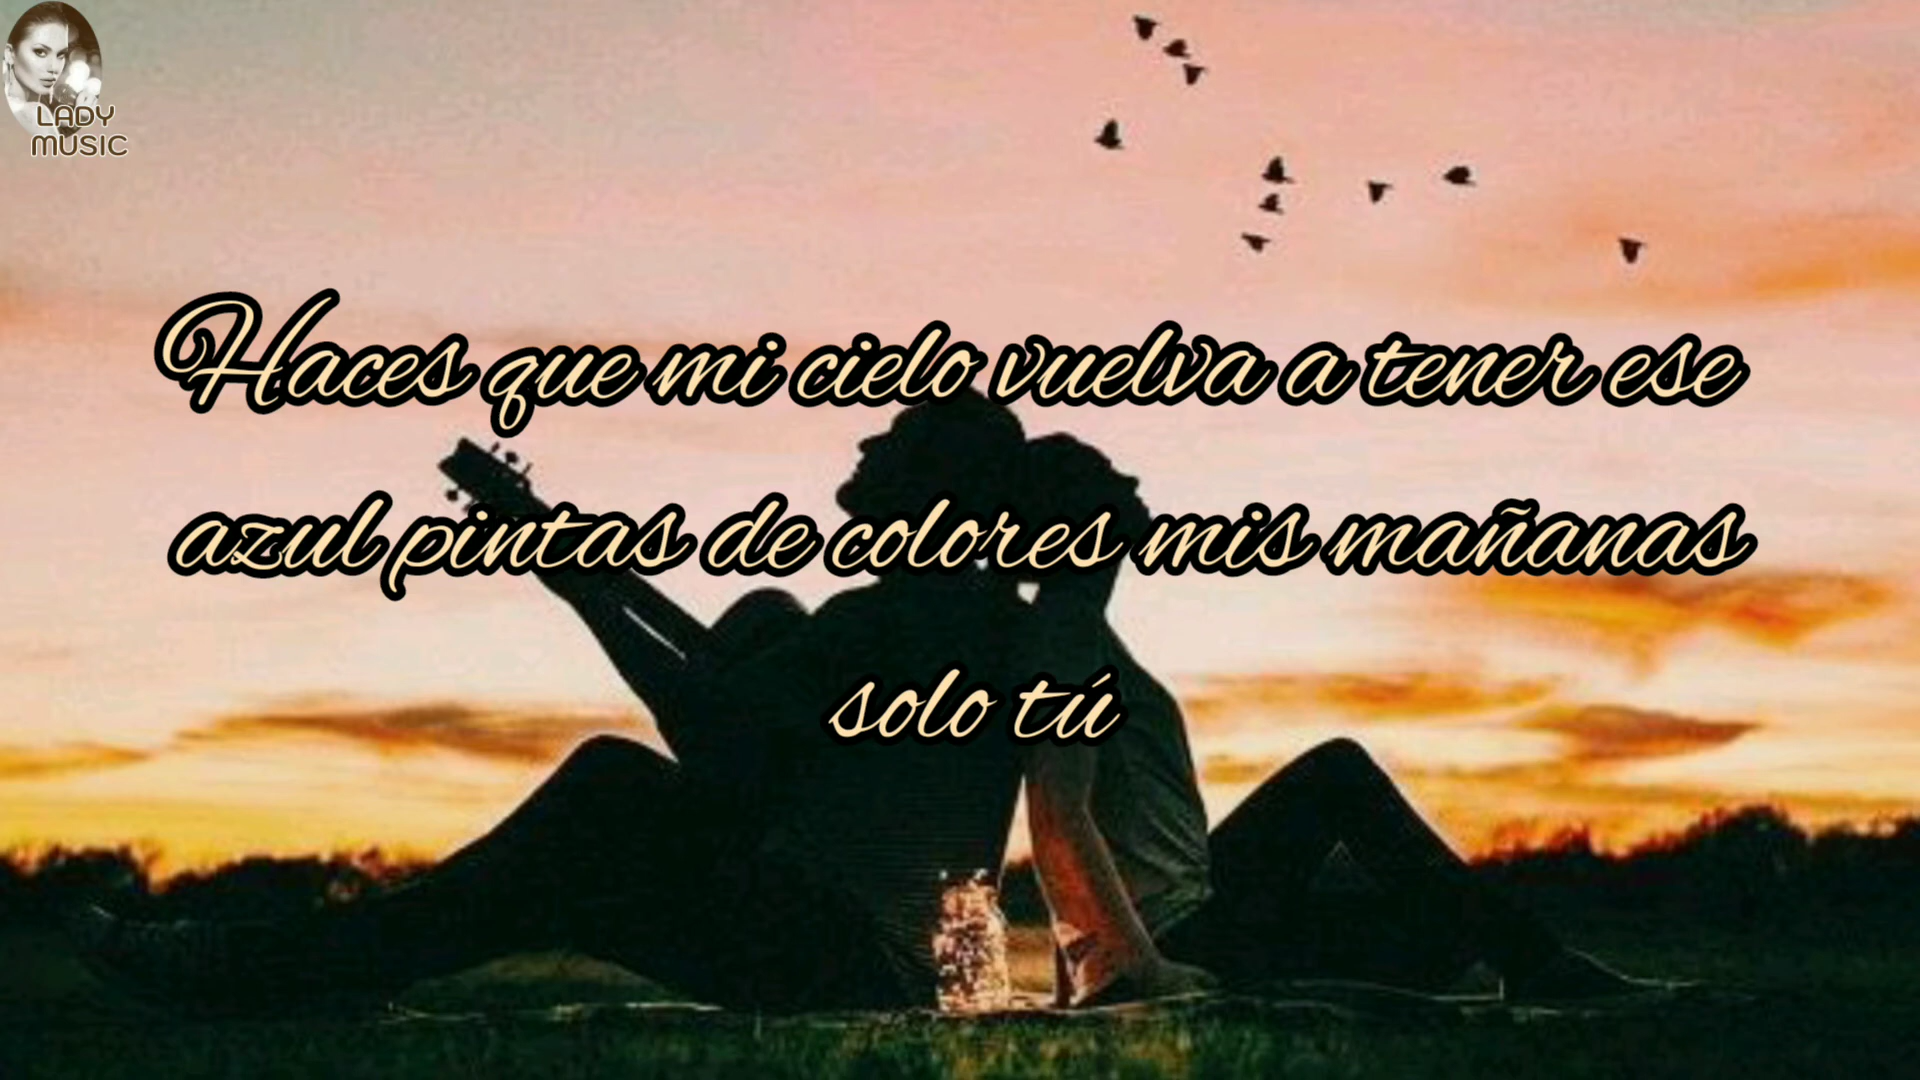 LADY
MUSIC
Haces que mi cielo vuelva a tener ese
azul pintas de colores mis mañanas
solo tú